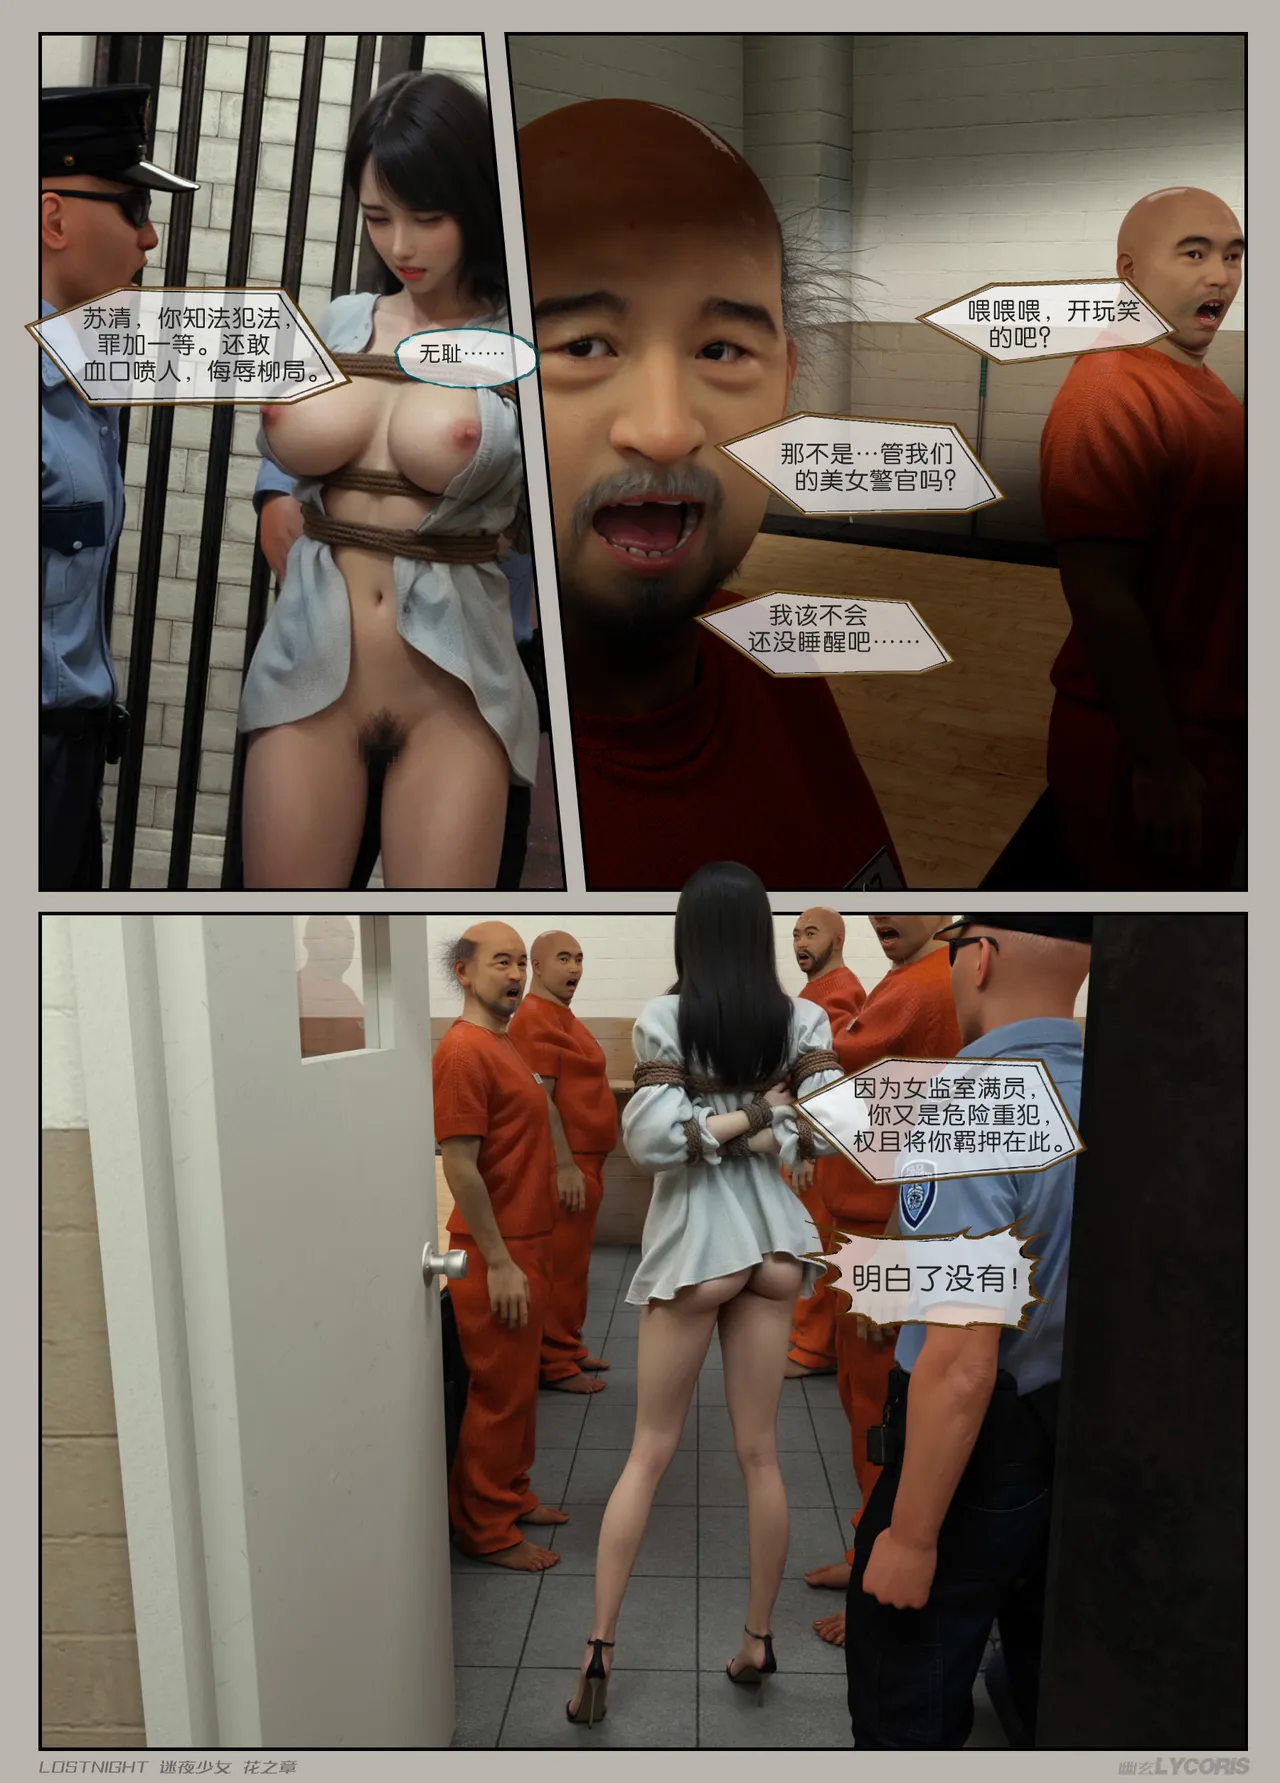 苏清，你知法犯法，
罪加一等。还敢
血口喷人，侮辱柳局。
无耻……
喂喂喂，开玩笑
的吧？
那不是…管我们
的美女警官吗？
我该不会
还没睡醒吧……
因为女监室满员，
你又是危险重犯，
权且将你羁押在此。
明白了没有！
LOSTNIGHT 迷夜少女 花之章
幽玄LYCORIS